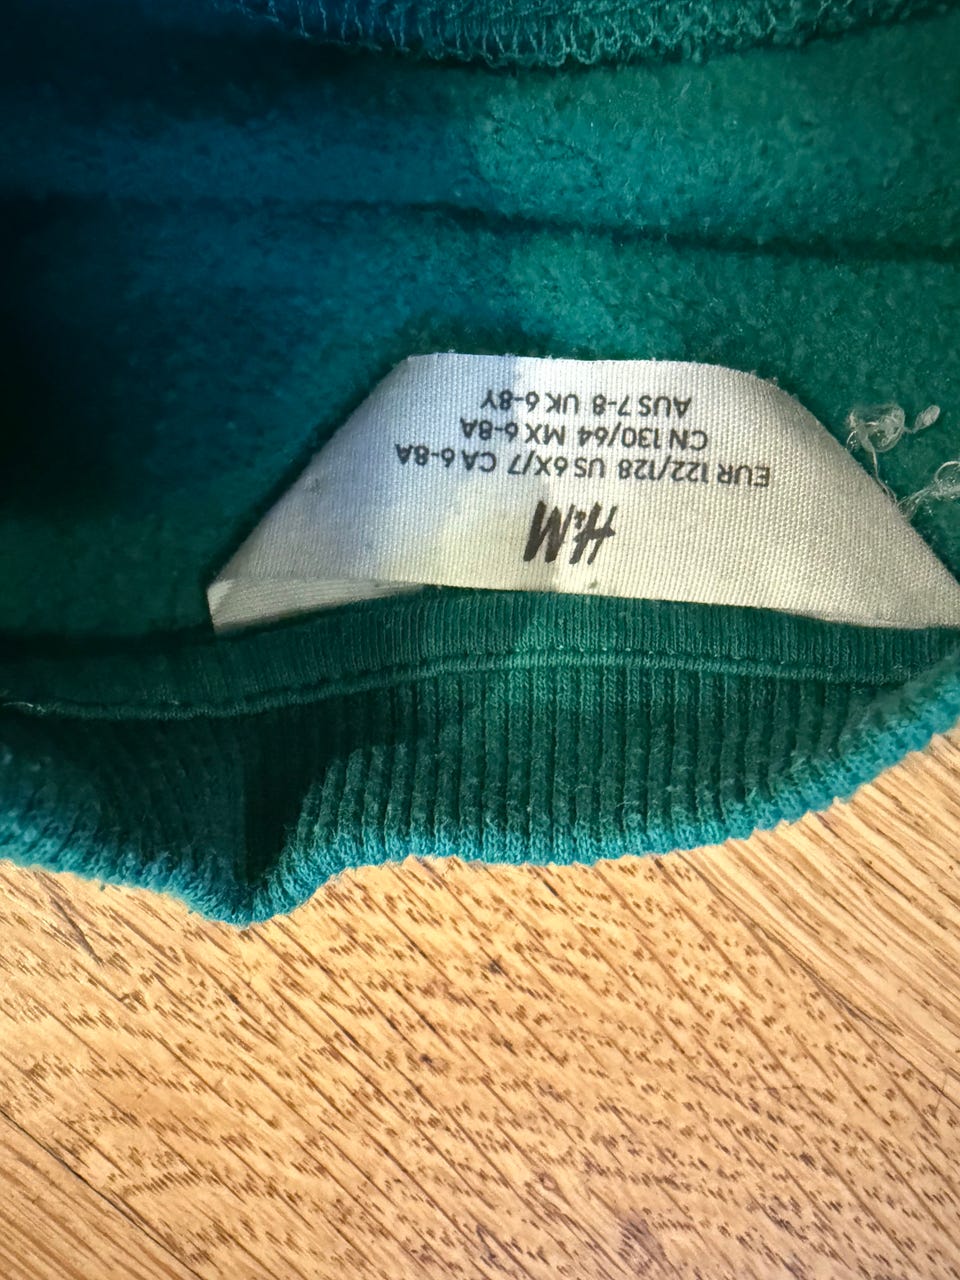 H&M
EUR 122/128 US 6X/7 CA 6-8A
CN 130/64 MX 6-8A
AUS 7-8 UK 6-8Y